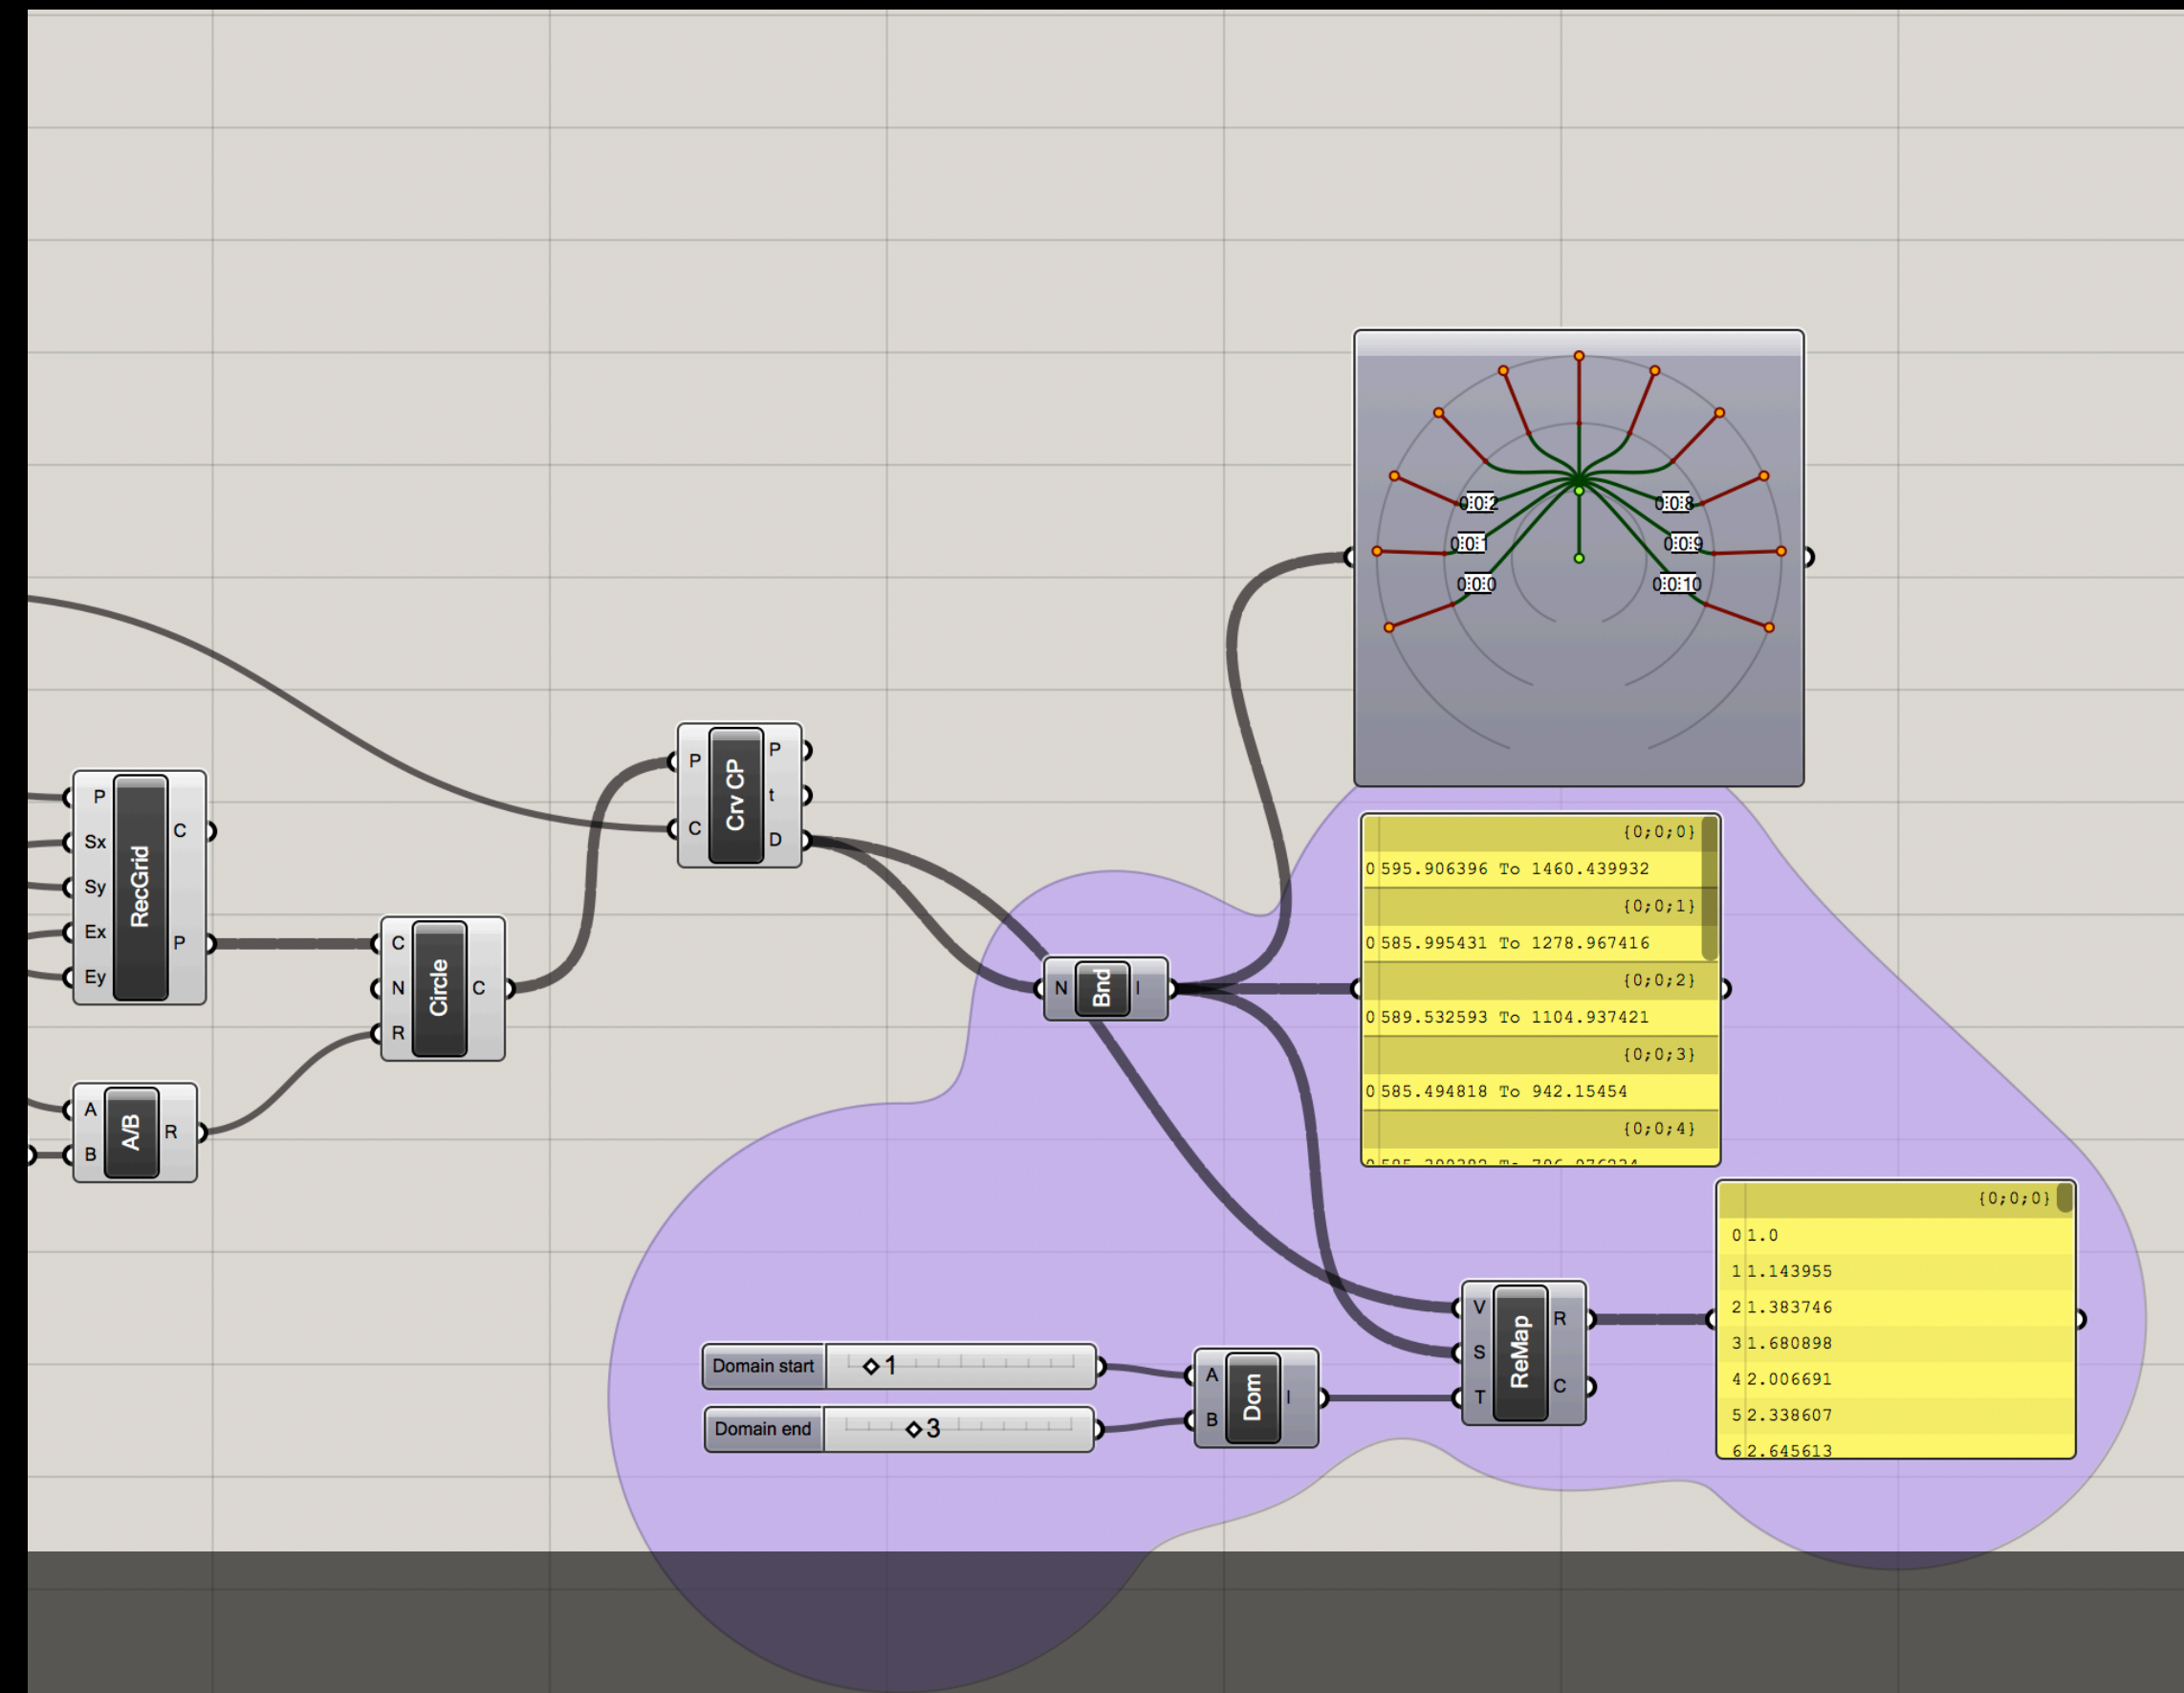 0:0:2
0:0:8
0:0:1
0:0:9
0:0:0
0:0:10
P
Sx
Sy
Ex
Ey
RecGrid
C
P
A
B
A/B
R
C
N
R
Circle
C
P
C
Crv CP
P
t
D
N
Bnd
I
{0;0;0}
0 595.906396 To 1460.439932
{0;0;1}
0 585.995431 To 1278.967416
{0;0;2}
0 589.532593 To 1104.937421
{0;0;3}
0 585.494818 To 942.15454
{0;0;4}
Domain start 1
Domain end 3
A
B
Dom
I
V
S
T
ReMap
R
C
{0;0;0}
0 1.0
1 1.143955
2 1.383746
3 1.680898
4 2.006691
5 2.338607
6 2.645613